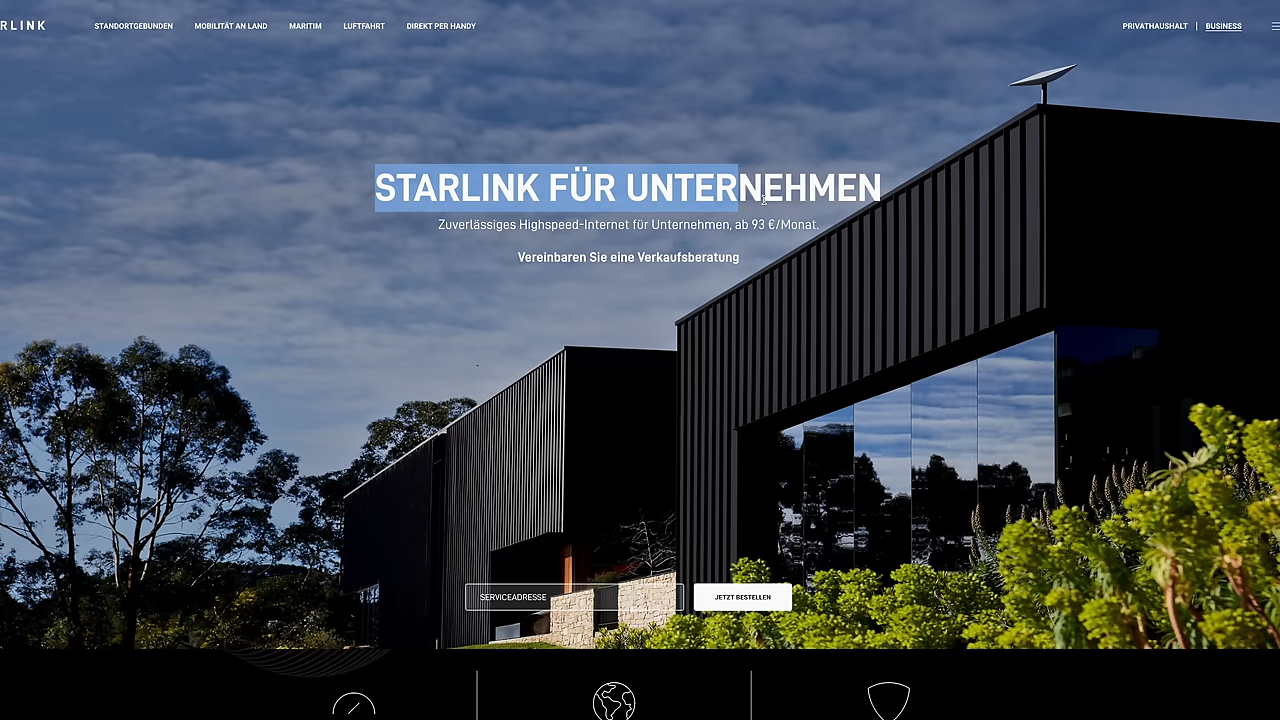 RLINK
STANDORTGEBUNDEN MOBILITÄT AN LAND MARITIM LUFTFAHRT DIREKT PER HANDY
PRIVATHAUSHALT | BUSINESS
STARLINK FÜR UNTERNEHMEN
Zuverlässiges Highspeed-Internet für Unternehmen, ab 93 €/Monat.
Vereinbaren Sie eine Verkaufsberatung
SERVICEADRESSE
JETZT BESTELLEN